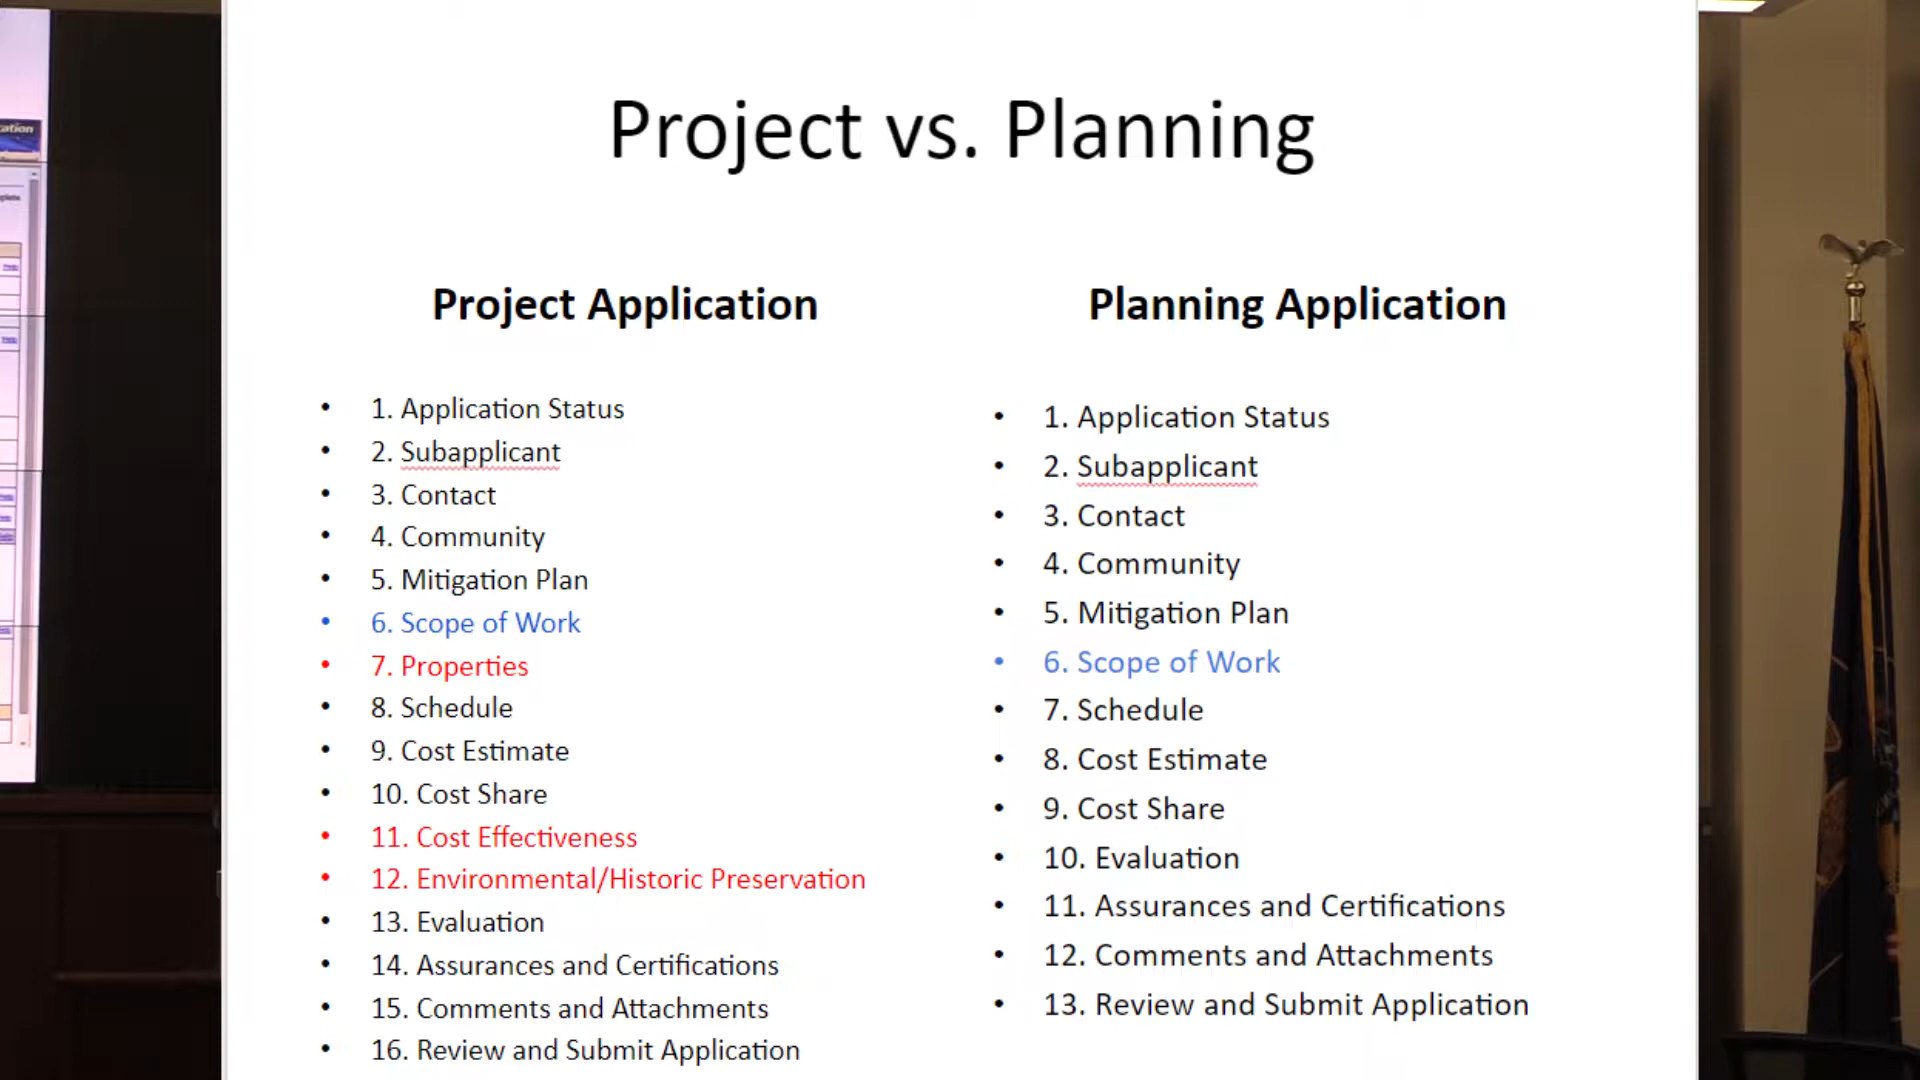 Project vs. Planning
Project Application
• 1. Application Status
• 2. Subapplicant
• 3. Contact
• 4. Community
• 5. Mitigation Plan
• 6. Scope of Work
• 7. Properties
• 8. Schedule
• 9. Cost Estimate
• 10. Cost Share
• 11. Cost Effectiveness
• 12. Environmental/Historic Preservation
• 13. Evaluation
• 14. Assurances and Certifications
• 15. Comments and Attachments
• 16. Review and Submit Application
Planning Application
• 1. Application Status
• 2. Subapplicant
• 3. Contact
• 4. Community
• 5. Mitigation Plan
• 6. Scope of Work
• 7. Schedule
• 8. Cost Estimate
• 9. Cost Share
• 10. Evaluation
• 11. Assurances and Certifications
• 12. Comments and Attachments
• 13. Review and Submit Application